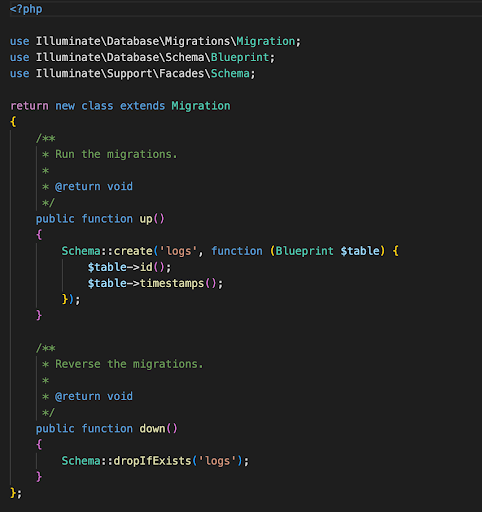 <?php
use Illuminate\Database\Migrations\Migration;
use Illuminate\Database\Schema\Blueprint;
use Illuminate\Support\Facades\Schema;
return new class extends Migration
{
    /**
     * Run the migrations.
     *
     * @return void
     */
    public function up()
    {
        Schema::create('logs', function (Blueprint $table) {
            $table->id();
            $table->timestamps();
        });
    }
    /**
     * Reverse the migrations.
     *
     * @return void
     */
    public function down()
    {
        Schema::dropIfExists('logs');
    }
};